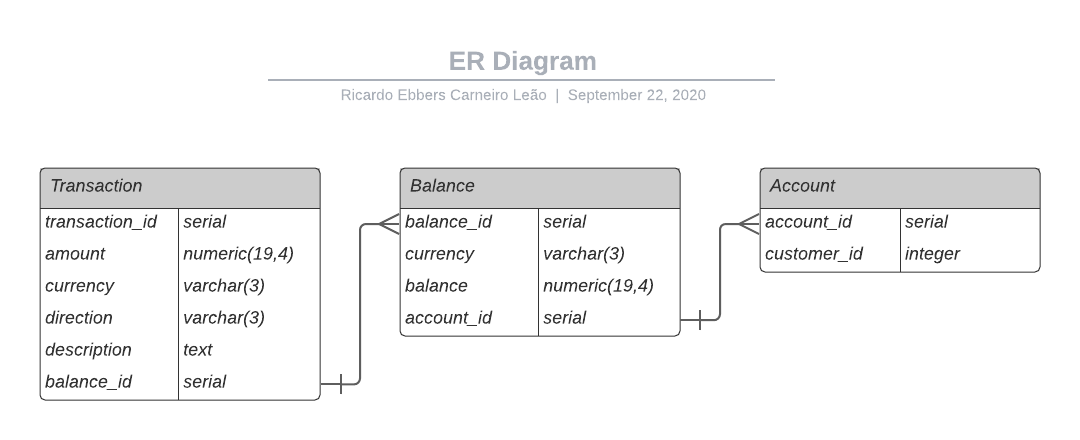 ER Diagram
Ricardo Ebbers Carneiro Leão | September 22, 2020
Transaction
transaction_id serial
amount numeric(19,4)
currency varchar(3)
direction varchar(3)
description text
balance_id serial
Balance
balance_id serial
currency varchar(3)
balance numeric(19,4)
account_id serial
Account
account_id serial
customer_id integer